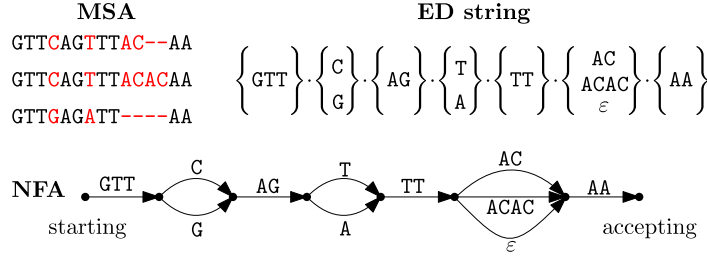 MSA
GTTCAGTTTAC--AA
GTTCAGTTTACACAA
GTTGAGATT----AA
ED string
{GTT}·{C G}·{AG}·{T A}·{TT}·{AC ACAC ε}·{AA}
NFA
GTT
C
G
AG
T
A
TT
AC
ACAC
ε
AA
starting
accepting